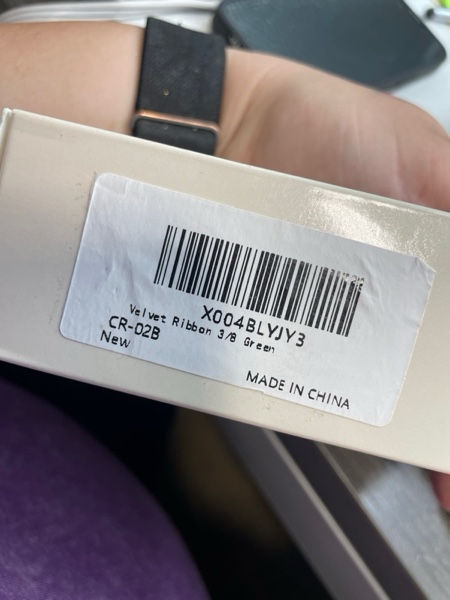 X004BLYJY3
Velvet Ribbon 3/8 Green
CR-02B
New
MADE IN CHINA